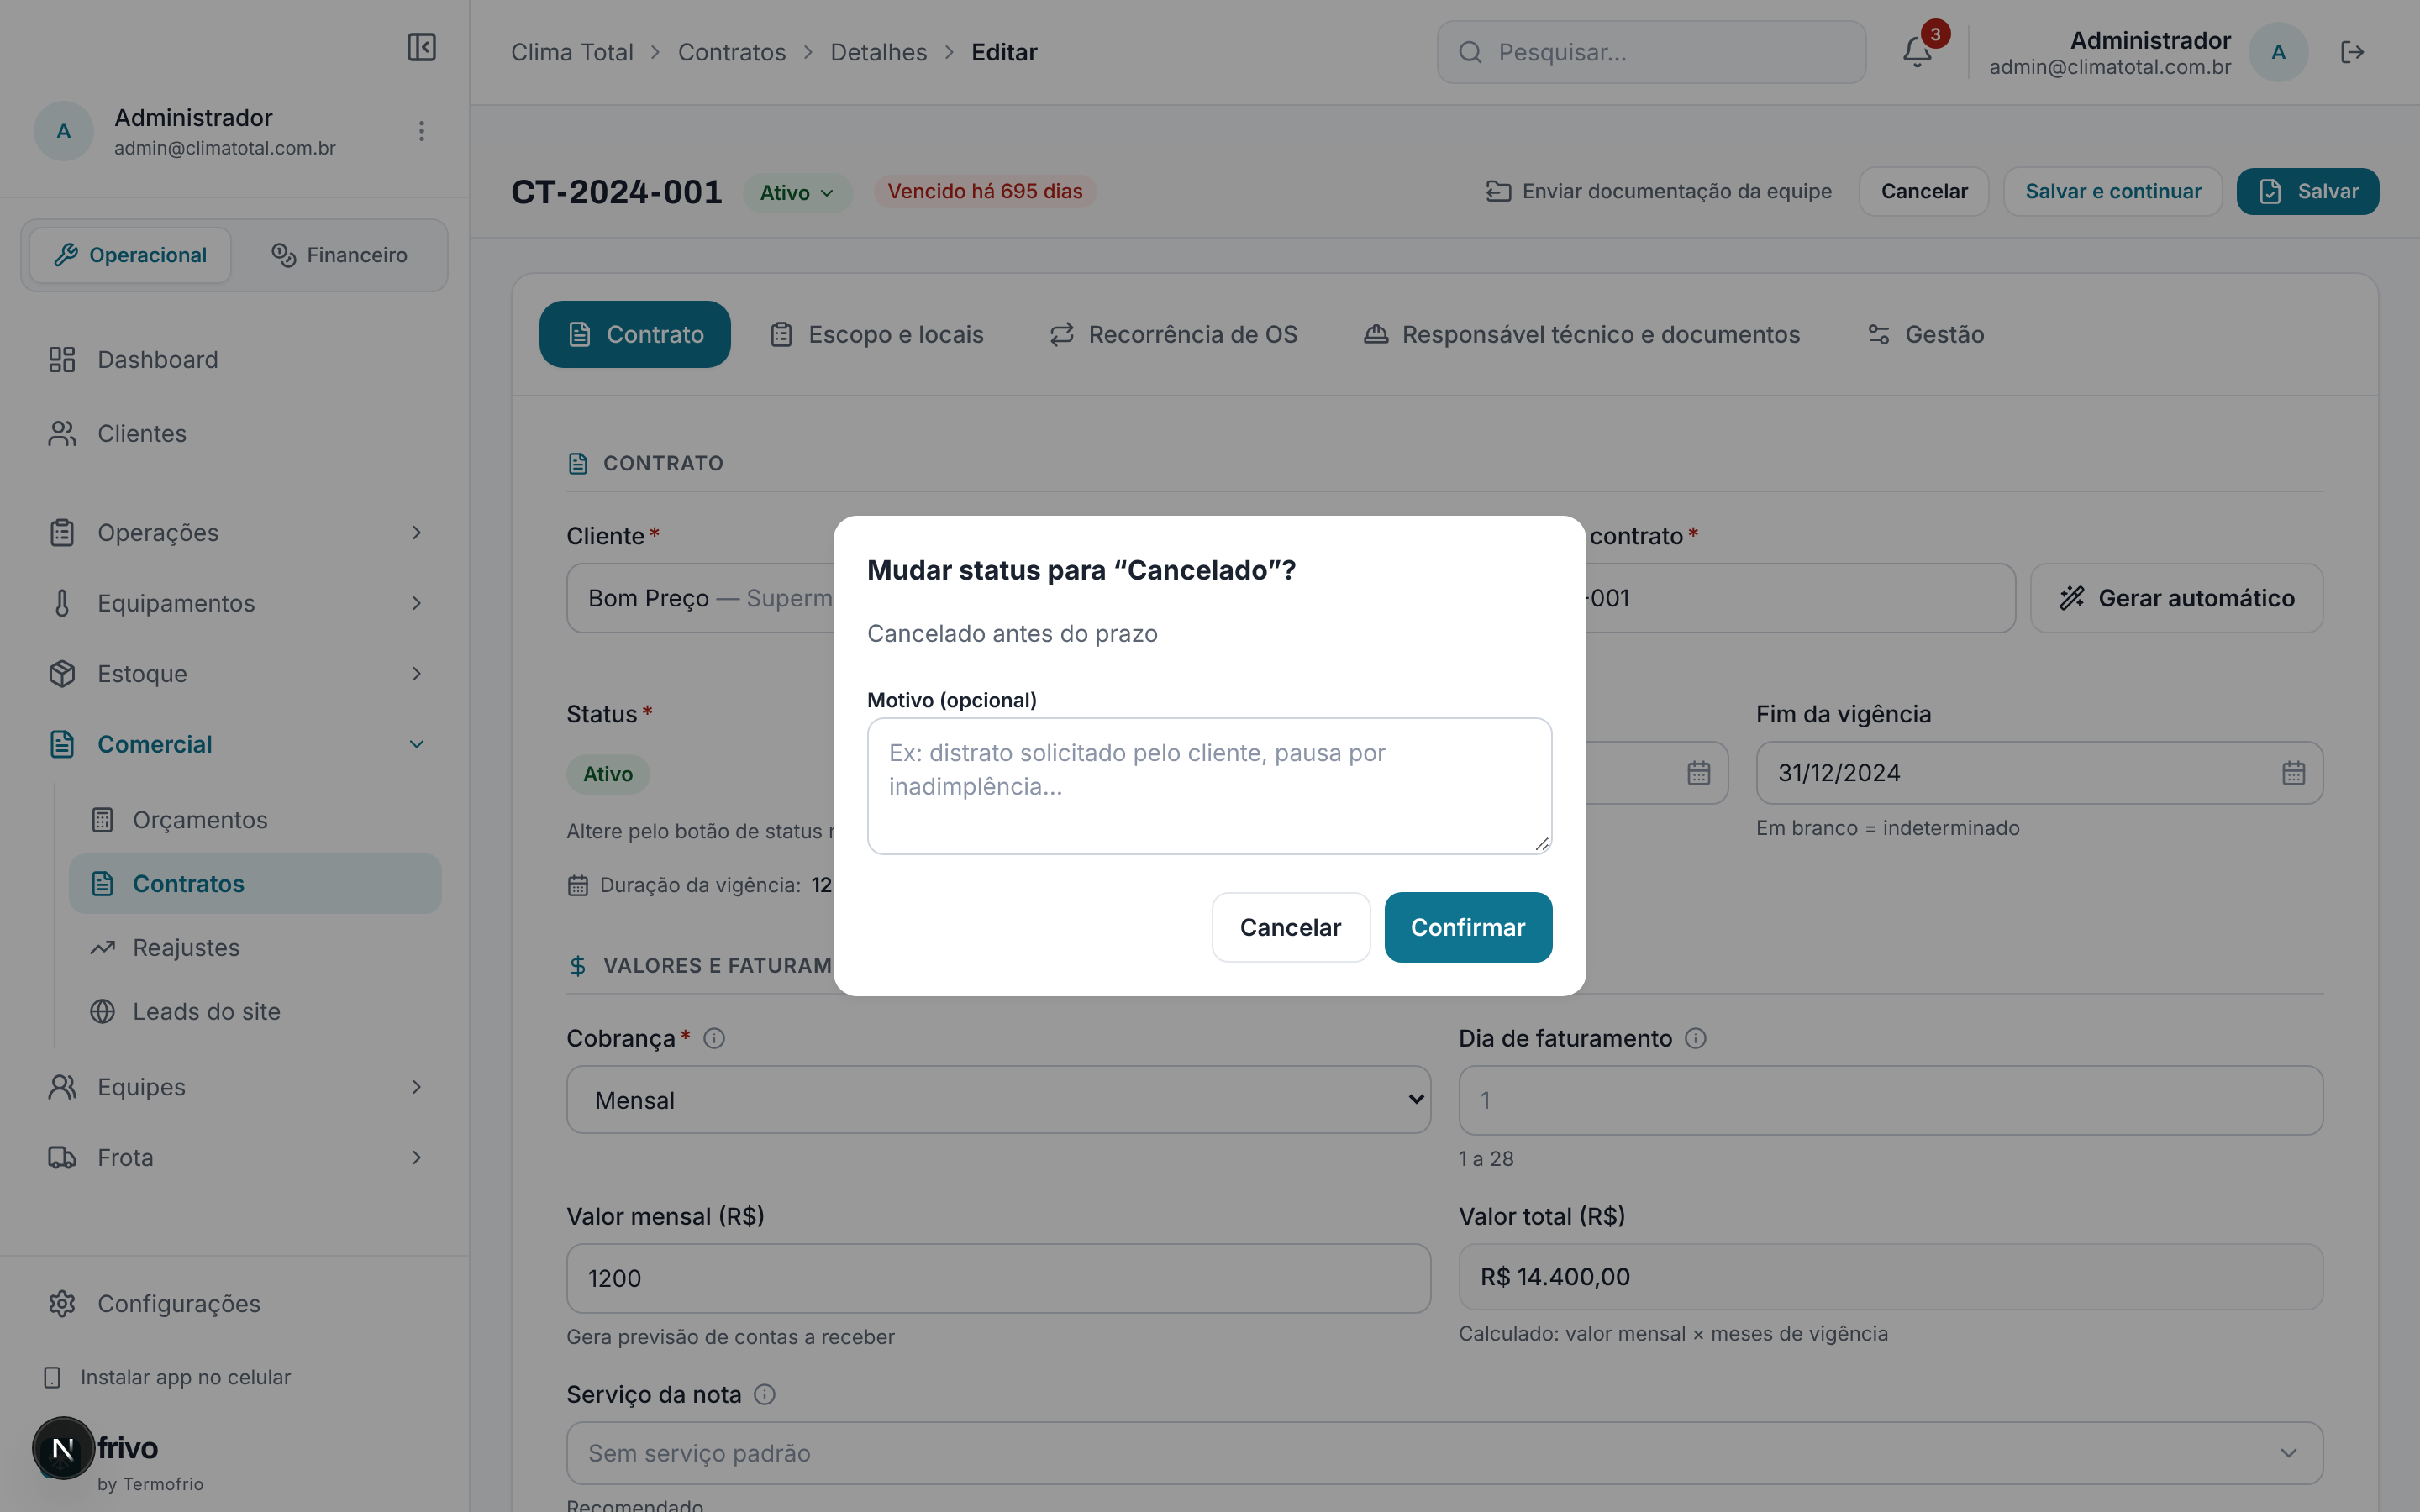 Clima Total > Contratos > Detalhes > Editar
Pesquisar...
3
Administrador
admin@climatotal.com.br
A
A
Administrador
admin@climatotal.com.br
Operacional
Financeiro
Dashboard
Clientes
Operações
Equipamentos
Estoque
Comercial
Orçamentos
Contratos
Reajustes
Leads do site
Equipes
Frota
Configurações
Instalar app no celular
N
frivo
by Termofrio
CT-2024-001
Ativo
Vencido há 695 dias
Enviar documentação da equipe
Cancelar
Salvar e continuar
Salvar
Contrato
Escopo e locais
Recorrência de OS
Responsável técnico e documentos
Gestão
CONTRATO
Cliente*
contrato*
Bom Preço — Superm
-001
Gerar automático
Status*
Fim da vigência
Ativo
31/12/2024
Altere pelo botão de status
Em branco = indeterminado
Duração da vigência: 12
Mudar status para “Cancelado”?
Cancelado antes do prazo
Motivo (opcional)
Ex: distrato solicitado pelo cliente, pausa por
inadimplência...
Cancelar
Confirmar
VALORES E FATURAM
Cobrança*
Dia de faturamento
Mensal
1
1 a 28
Valor mensal (R$)
Valor total (R$)
1200
R$ 14.400,00
Gera previsão de contas a receber
Calculado: valor mensal × meses de vigência
Serviço da nota
Sem serviço padrão
Recomendado